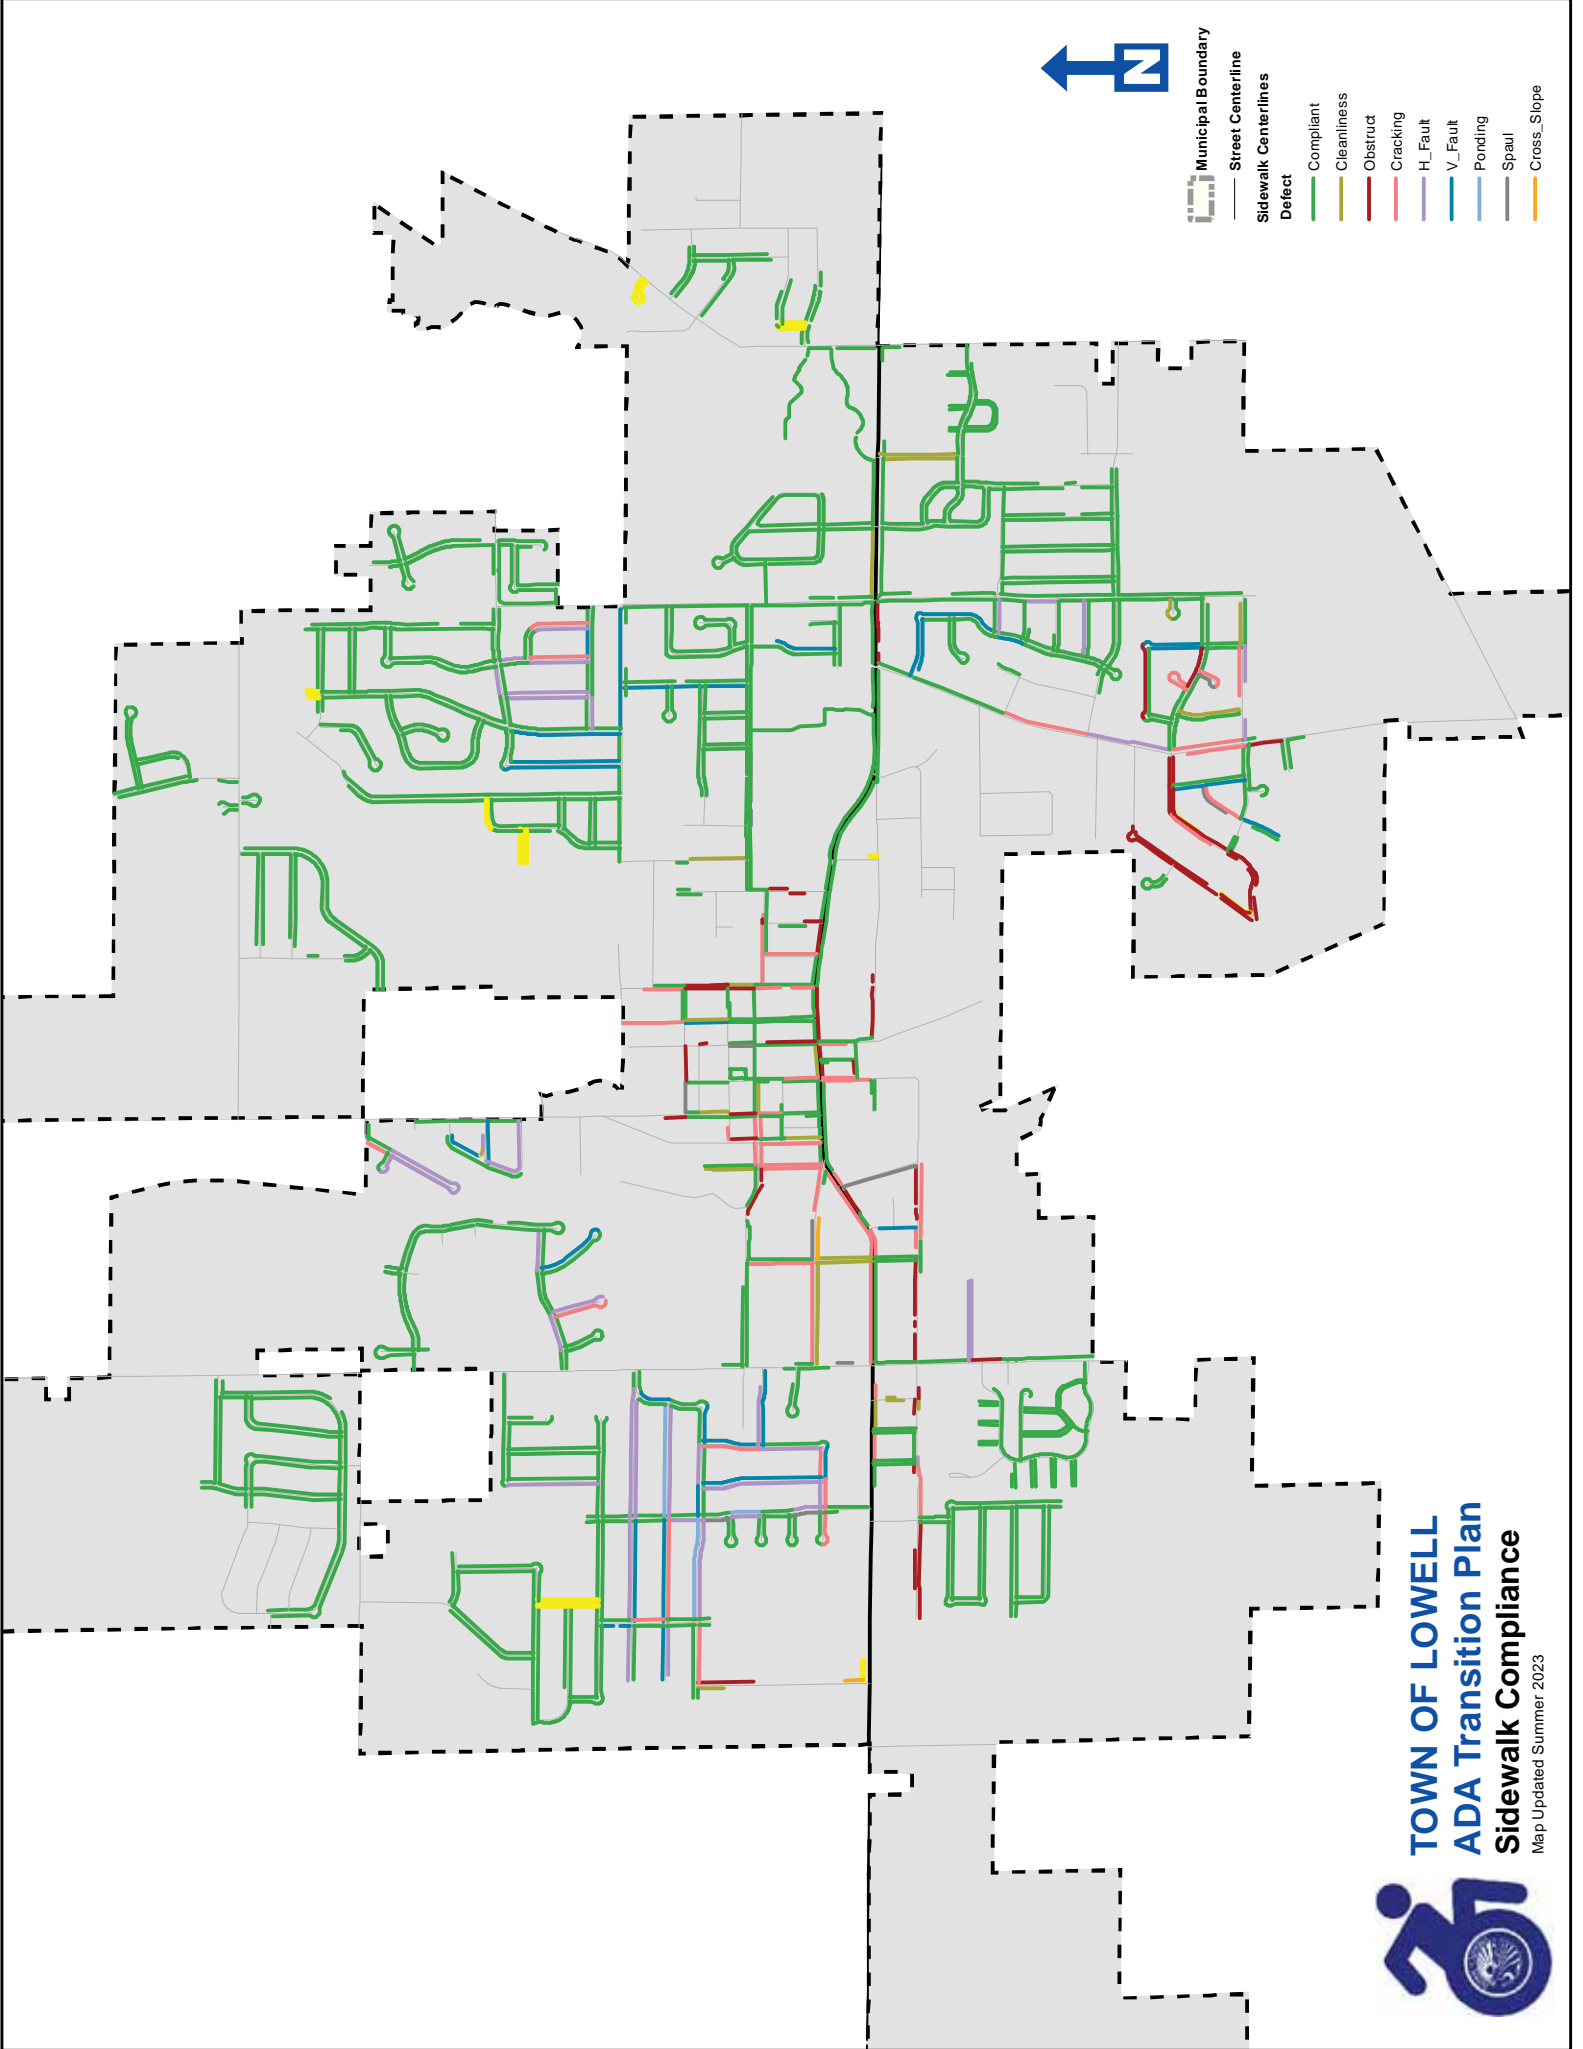 N
Municipal Boundary
Street Centerline
Sidewalk Centerlines
Defect
Compliant
Cleanliness
Obstruct
Cracking
H_Fault
V_Fault
Ponding
Spaul
Cross_Slope
TOWN OF LOWELL
ADA Transition Plan
Sidewalk Compliance
Map Updated Summer 2023